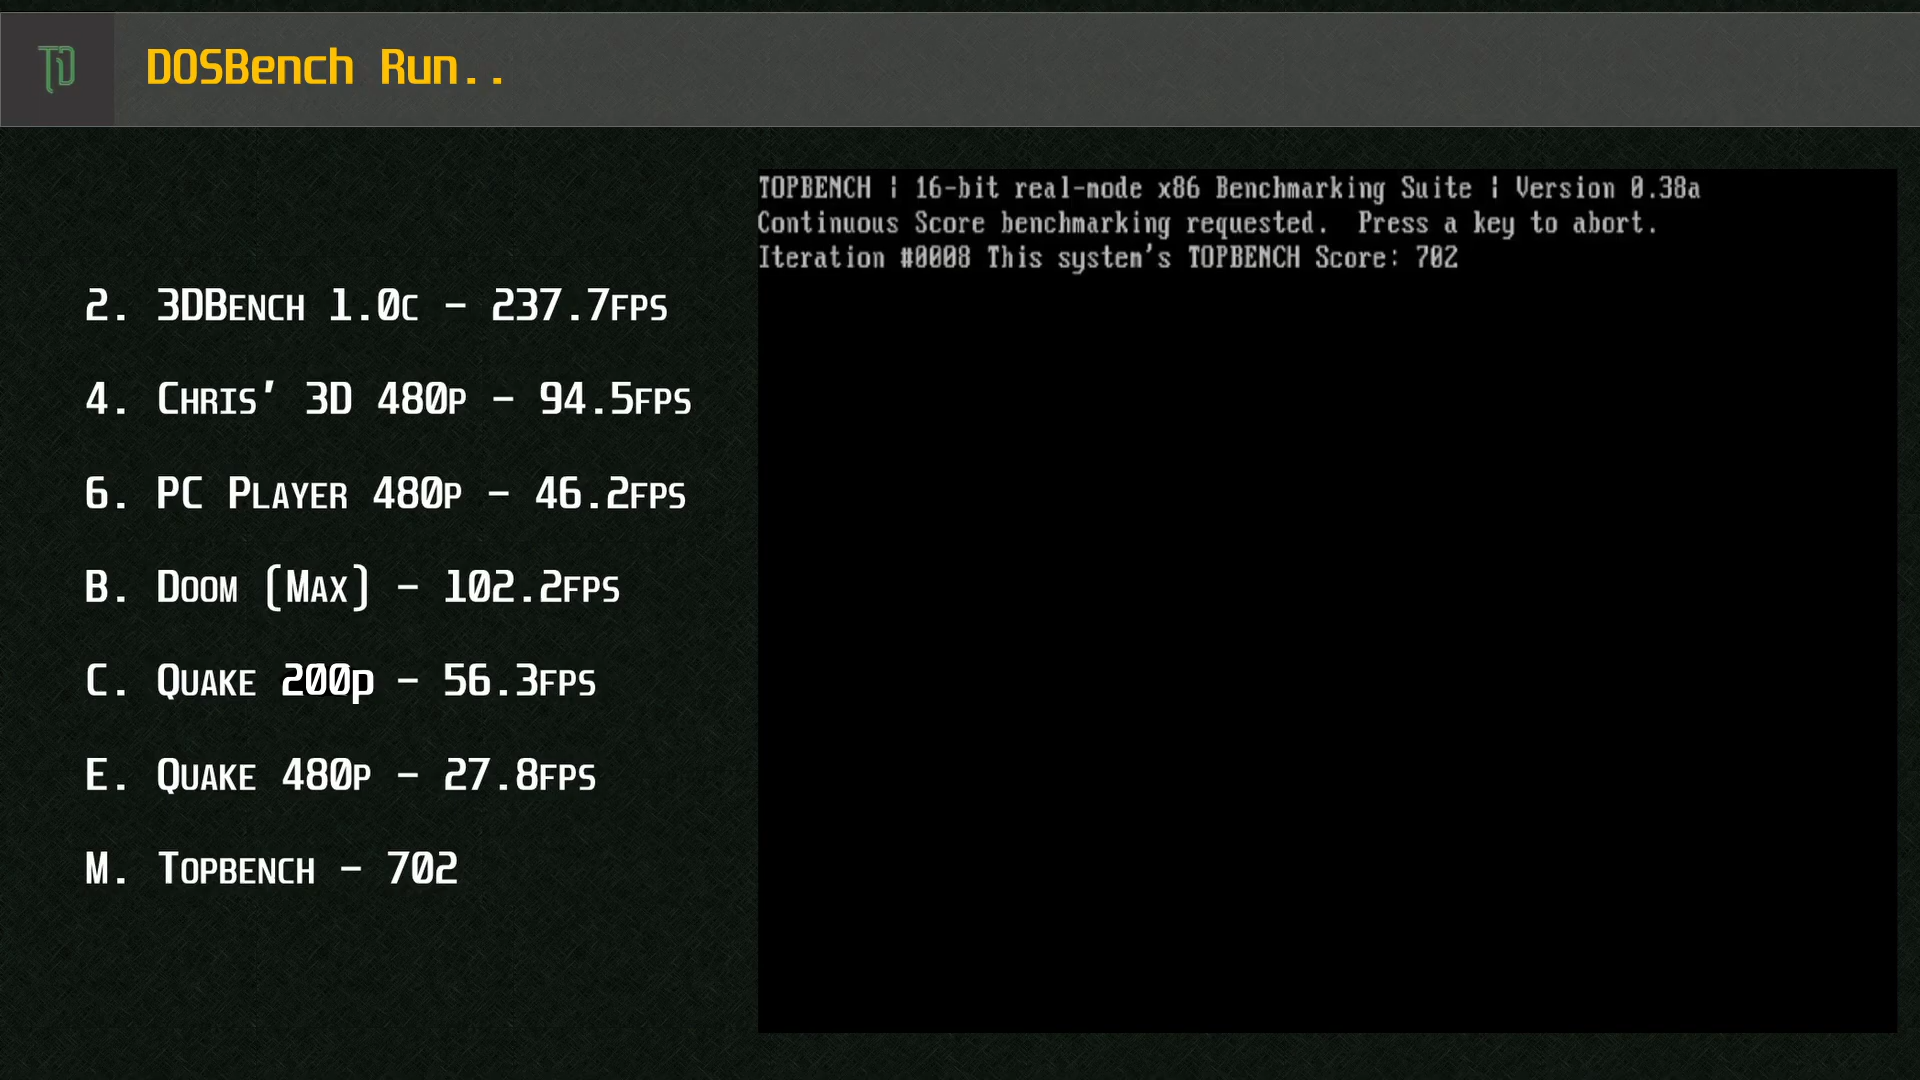 TD
DOSBench Run..
2. 3DBench 1.0c – 237.7fps
4. Chris' 3D 480p – 94.5fps
6. PC Player 480p – 46.2fps
B. Doom (Max) – 102.2fps
C. Quake 200p – 56.3fps
E. Quake 480p – 27.8fps
M. Topbench – 702
TOPBENCH | 16-bit real-mode x86 Benchmarking Suite | Version 0.38a
Continuous Score benchmarking requested.  Press a key to abort.
Iteration #0008 This system's TOPBENCH Score: 702